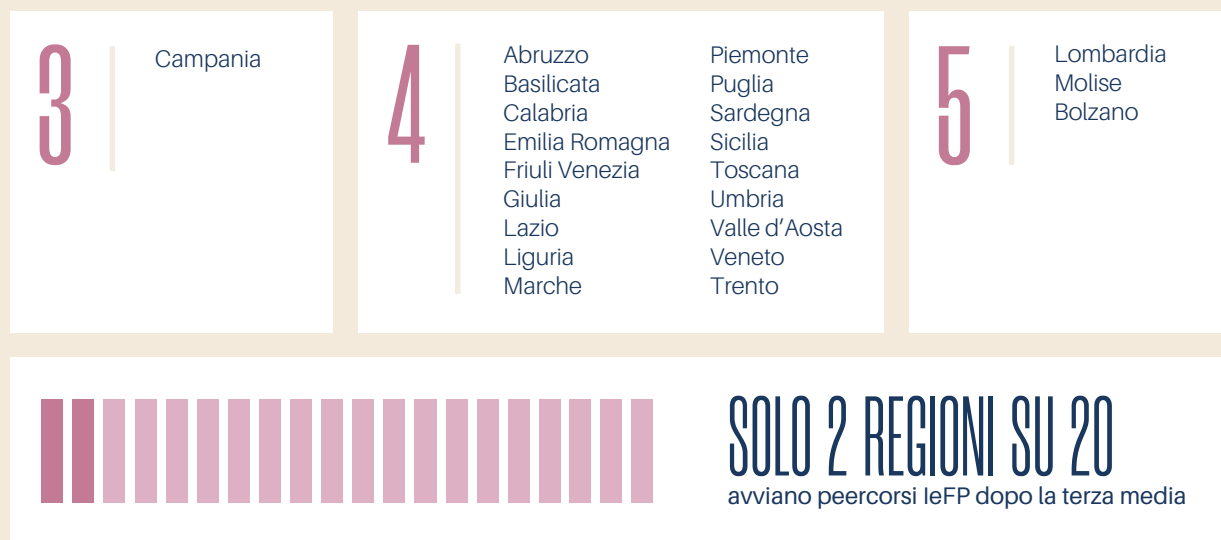 3
Campania
4
Abruzzo
Basilicata
Calabria
Emilia Romagna
Friuli Venezia
Giulia
Lazio
Liguria
Marche
Piemonte
Puglia
Sardegna
Sicilia
Toscana
Umbria
Valle d’Aosta
Veneto
Trento
5
Lombardia
Molise
Bolzano
SOLO 2 REGIONI SU 20
avviano peercorsi IeFP dopo la terza media